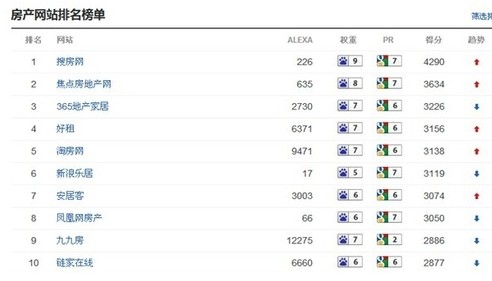 房产网站排名榜单 筛选排
排名 网站 ALEXA 权重 PR 得分 趋势
1 搜房网 226 9 7 4290
2 焦点房地产网 635 8 7 3634
3 365地产家居 2730 7 6 3226
4 好租 6371 7 6 3156
5 淘房网 9471 7 6 3138
6 新浪乐居 17 5 7 3119
7 安居客 3003 6 6 3074
8 凤凰网房产 66 6 7 3050
9 九九房 12275 7 2 2886
10 链家在线 6660 6 6 2877